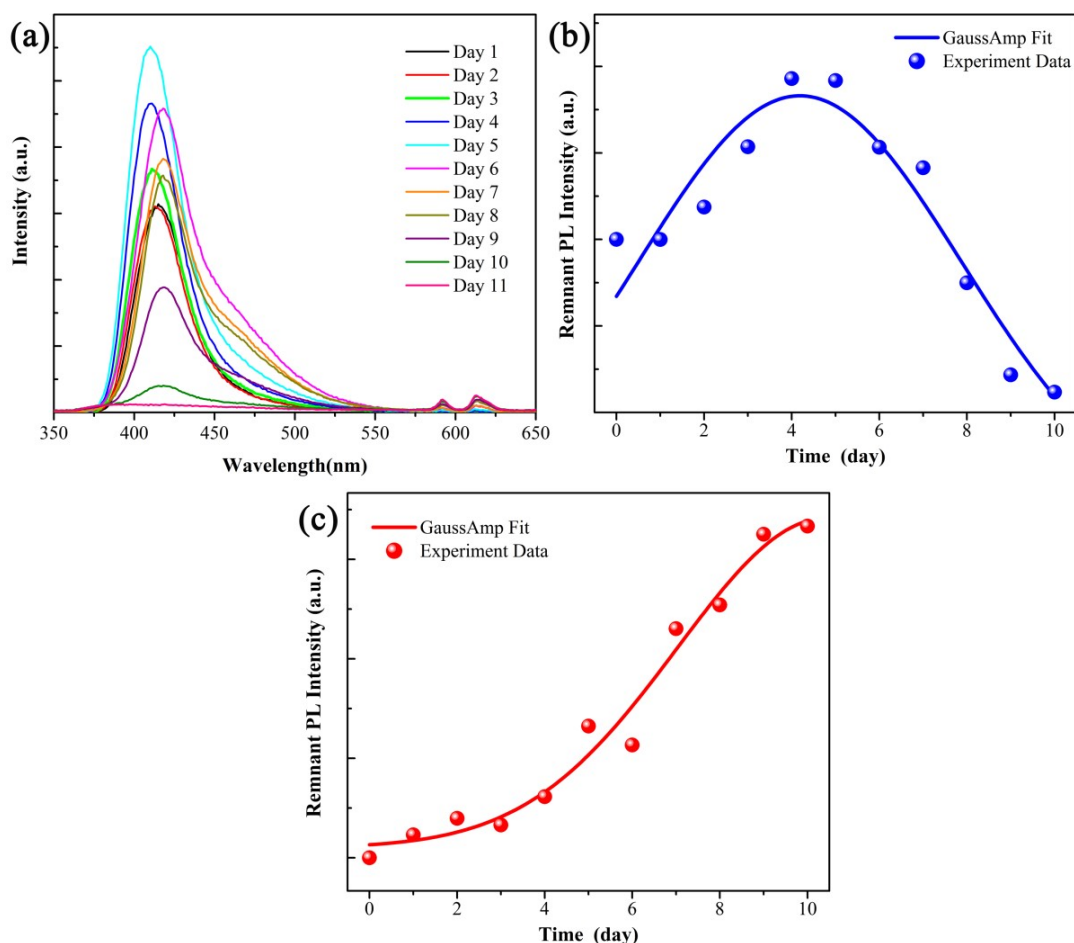 (a)
Day 1
Day 2
Day 3
Day 4
Day 5
Day 6
Day 7
Day 8
Day 9
Day 10
Day 11
Intensity (a.u.)
350 400 450 500 550 600 650
Wavelength(nm)
(b)
GaussAmp Fit
Experiment Data
Remnant PL Intensity (a.u.)
0 2 4 6 8 10
Time (day)
(c)
GaussAmp Fit
Experiment Data
Remnant PL Intensity (a.u.)
0 2 4 6 8 10
Time (day)